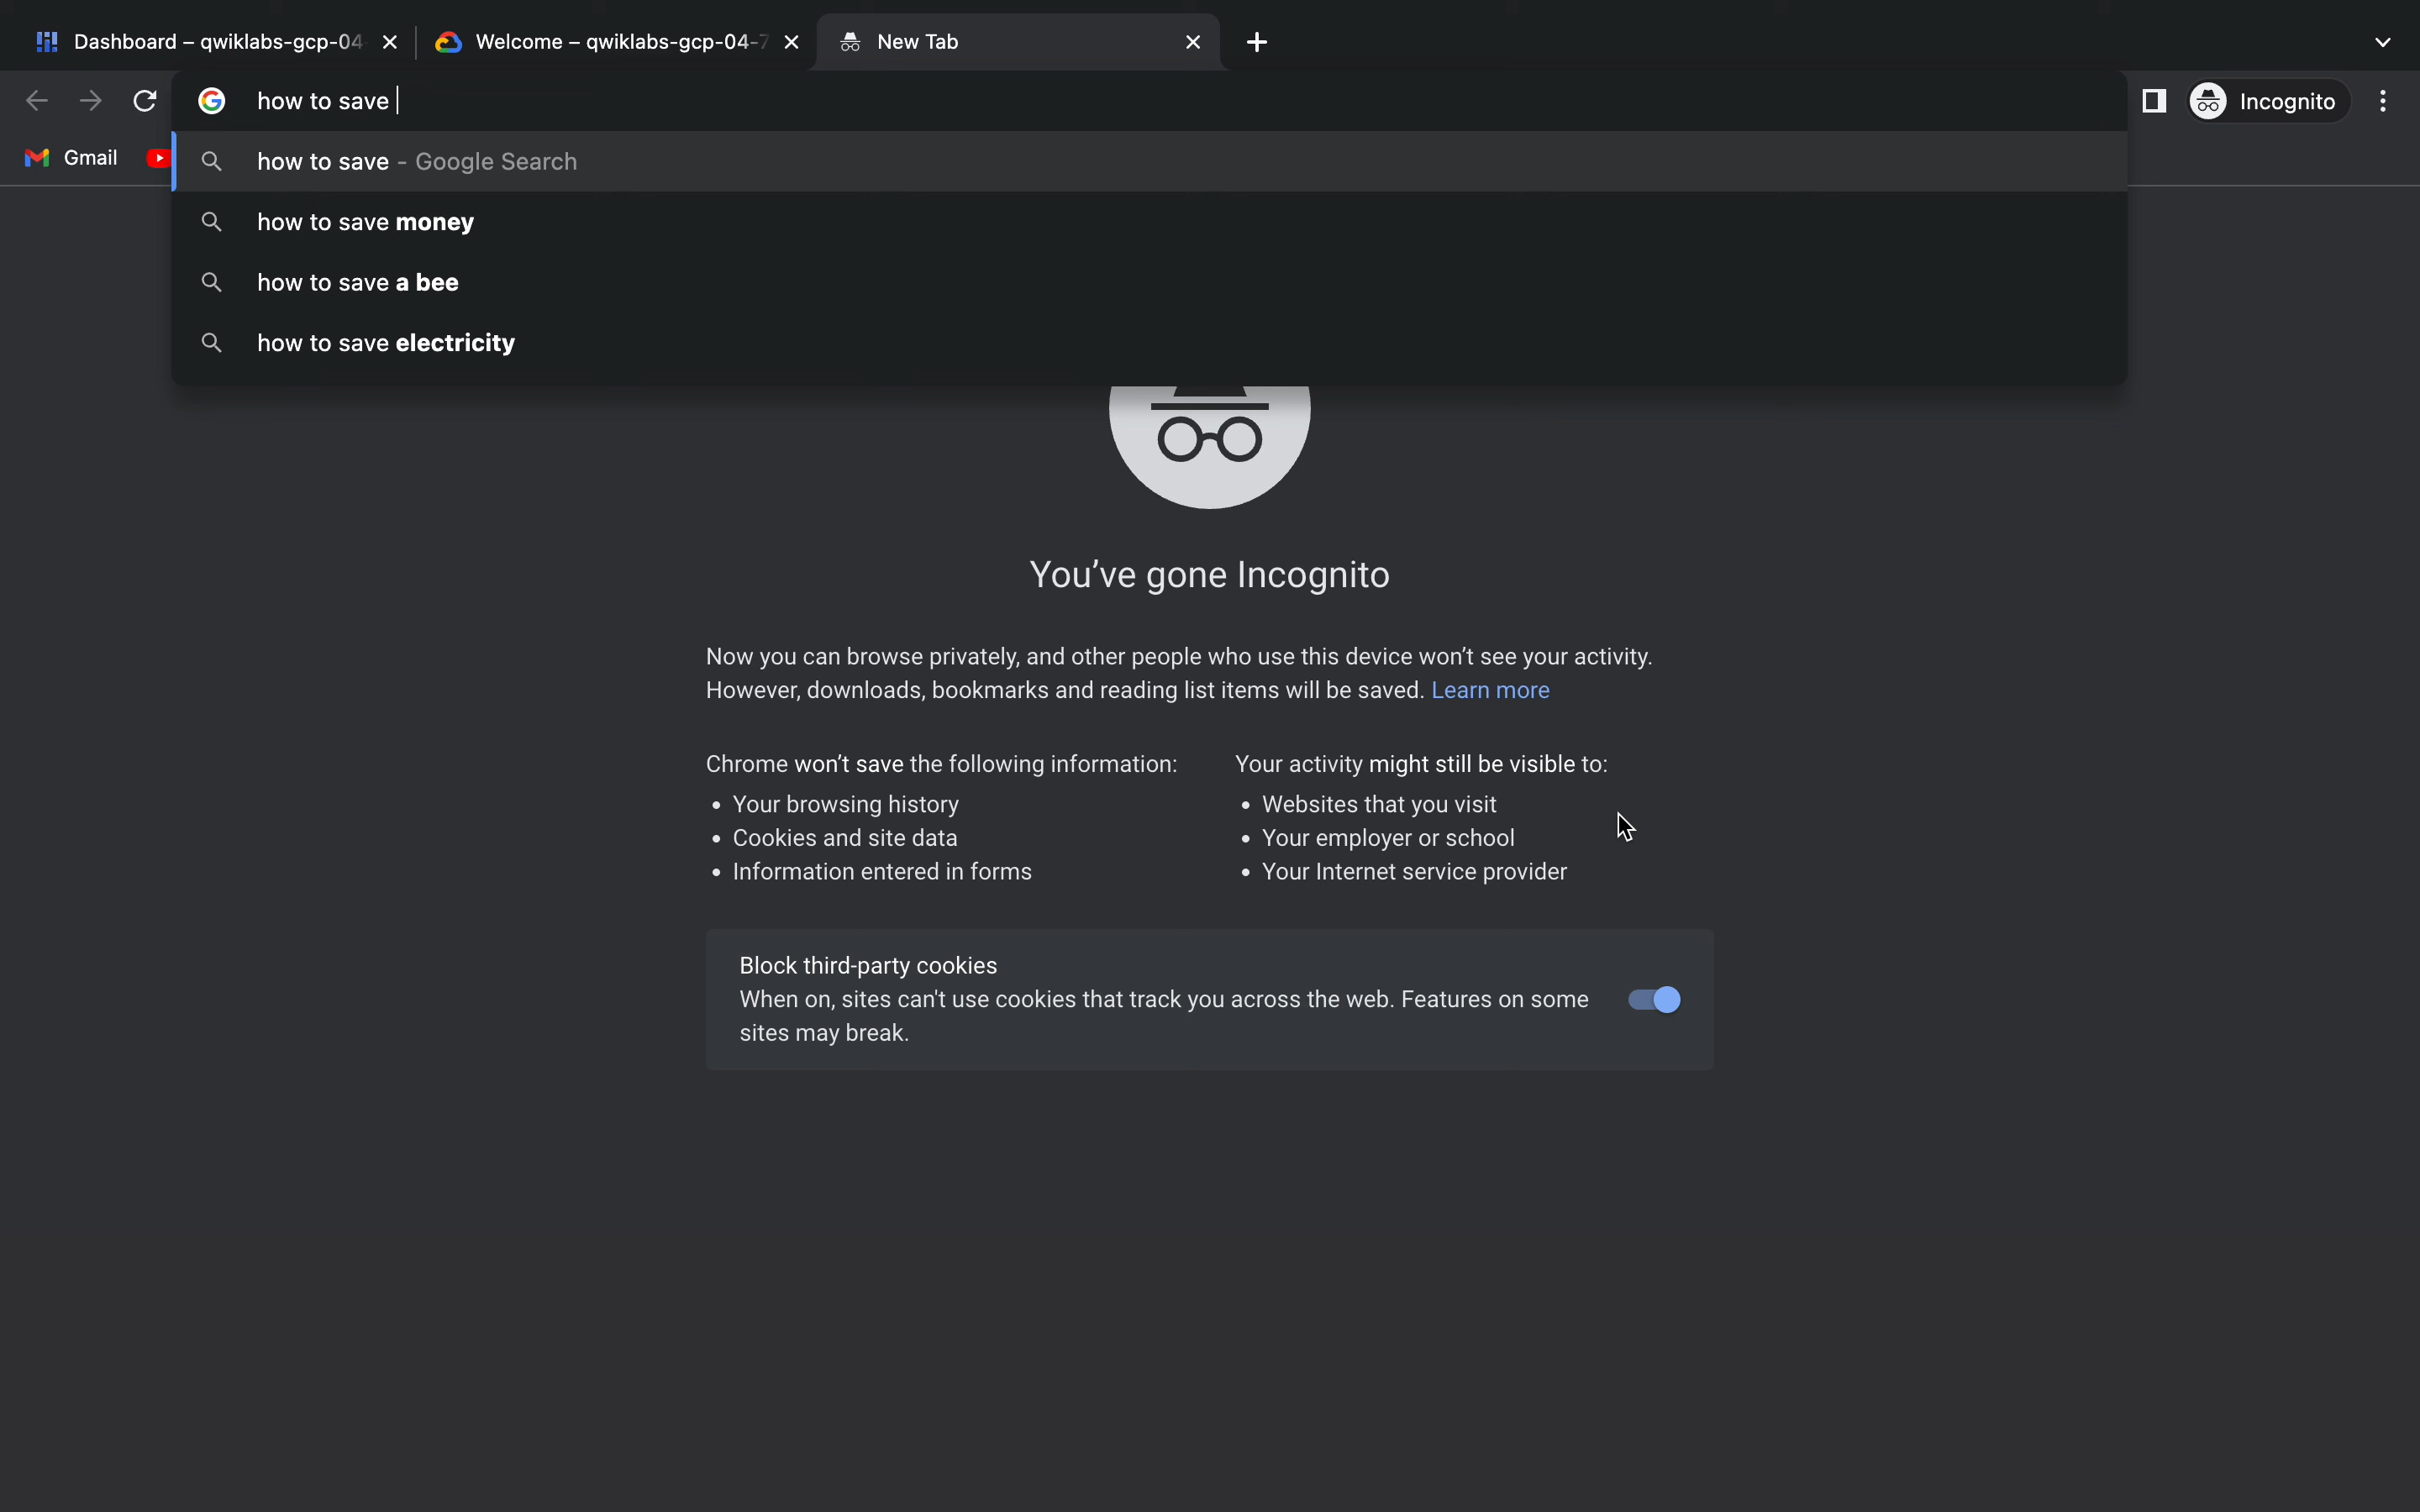 Dashboard – qwiklabs-gcp-04
Welcome – qwiklabs-gcp-04-7
New Tab
how to save
Incognito
Gmail
how to save - Google Search
how to save money
how to save a bee
how to save electricity
You've gone Incognito
Now you can browse privately, and other people who use this device won't see your activity.
However, downloads, bookmarks and reading list items will be saved. Learn more
Chrome won't save the following information:
Your browsing history
Cookies and site data
Information entered in forms
Your activity might still be visible to:
Websites that you visit
Your employer or school
Your Internet service provider
Block third-party cookies
When on, sites can't use cookies that track you across the web. Features on some
sites may break.